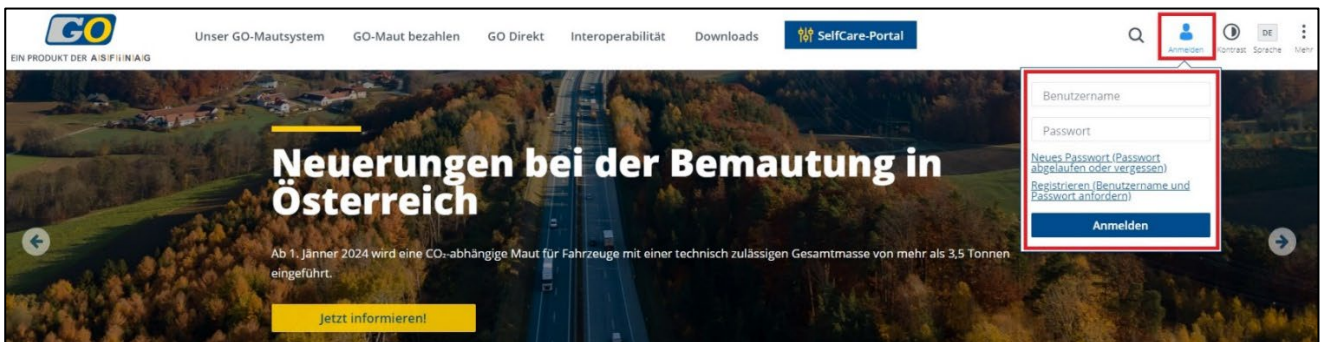 GO
EIN PRODUKT DER ASFiNAG
Unser GO-Mautsystem GO-Maut bezahlen GO Direkt Interoperabilität Downloads SelfCare-Portal
Anmelden Kontrast DE Sprache Mehr
Benutzername
Passwort
Neues Passwort (Passwort
abgelaufen oder vergessen)
Registrieren (Benutzername und
Passwort anfordern)
Anmelden
Neuerungen bei der Bemautung in
Österreich
Ab 1. Jänner 2024 wird eine CO₂-abhängige Maut für Fahrzeuge mit einer technisch zulässigen Gesamtmasse von mehr als 3,5 Tonnen
eingeführt.
Jetzt informieren!